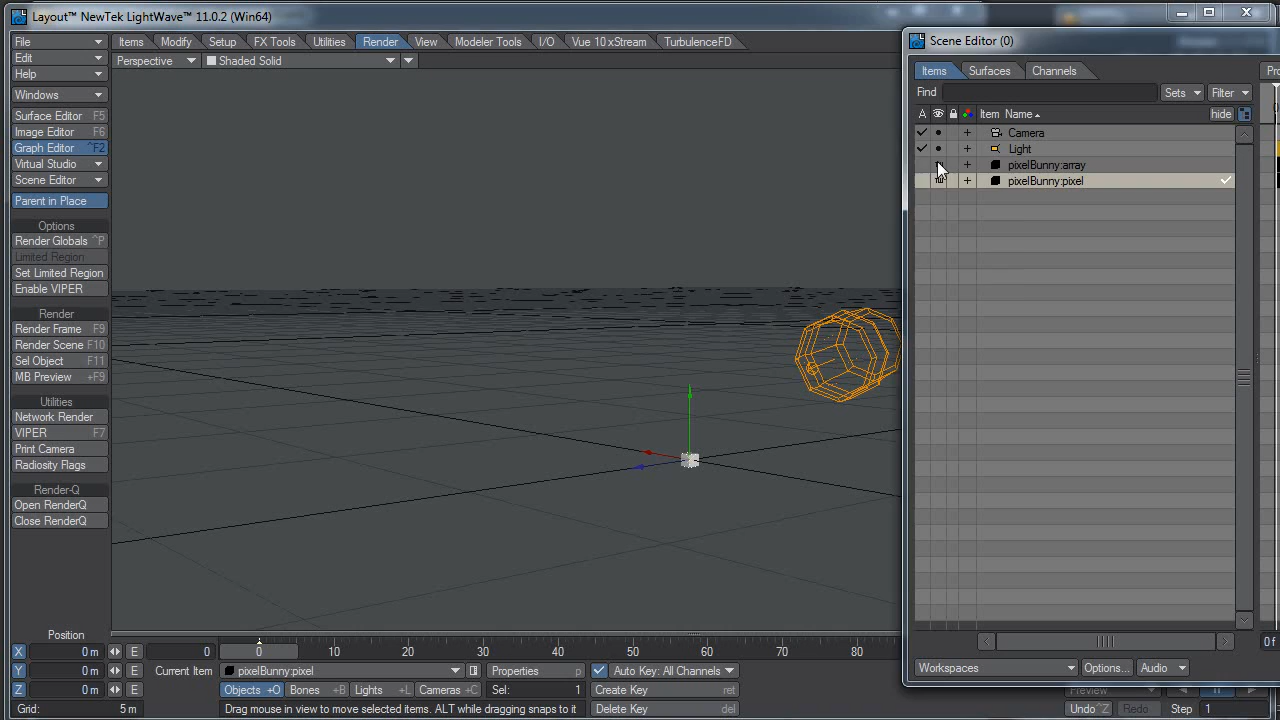 Layout™ NewTek LightWave™ 11.0.2 (Win64)
File
Edit
Help
Windows
Surface Editor F5
Image Editor F6
Graph Editor ^F2
Virtual Studio
Scene Editor
Parent in Place
Options
Render Globals ^P
Limited Region
Set Limited Region
Enable VIPER
Render
Render Frame F9
Render Scene F10
Sel Object F11
MB Preview +F9
Utilities
Network Render
VIPER F7
Print Camera
Radiosity Flags
Render-Q
Open RenderQ
Close RenderQ
Items Modify Setup FX Tools Utilities Render View Modeler Tools I/O Vue 10 xStream TurbulenceFD
Perspective Shaded Solid
Scene Editor (0)
Items Surfaces Channels
Find Sets Filter
A Item Name hide
+ Camera
+ Light
+ pixelBunny:array
+ pixelBunny:pixel
Workspaces Options... Audio
0 f
Position
X 0 m E
Y 0 m E
Z 0 m E
Grid: 5 m
0 0 10 20 30 40 50 60 70 80
Current Item pixelBunny:pixel Properties p Auto Key: All Channels
Objects +O Bones +B Lights +L Cameras +C Sel: 1 Create Key ret
Drag mouse in view to move selected items. ALT while dragging snaps to it Delete Key del
Preview
Undo ^Z Redo Step 1